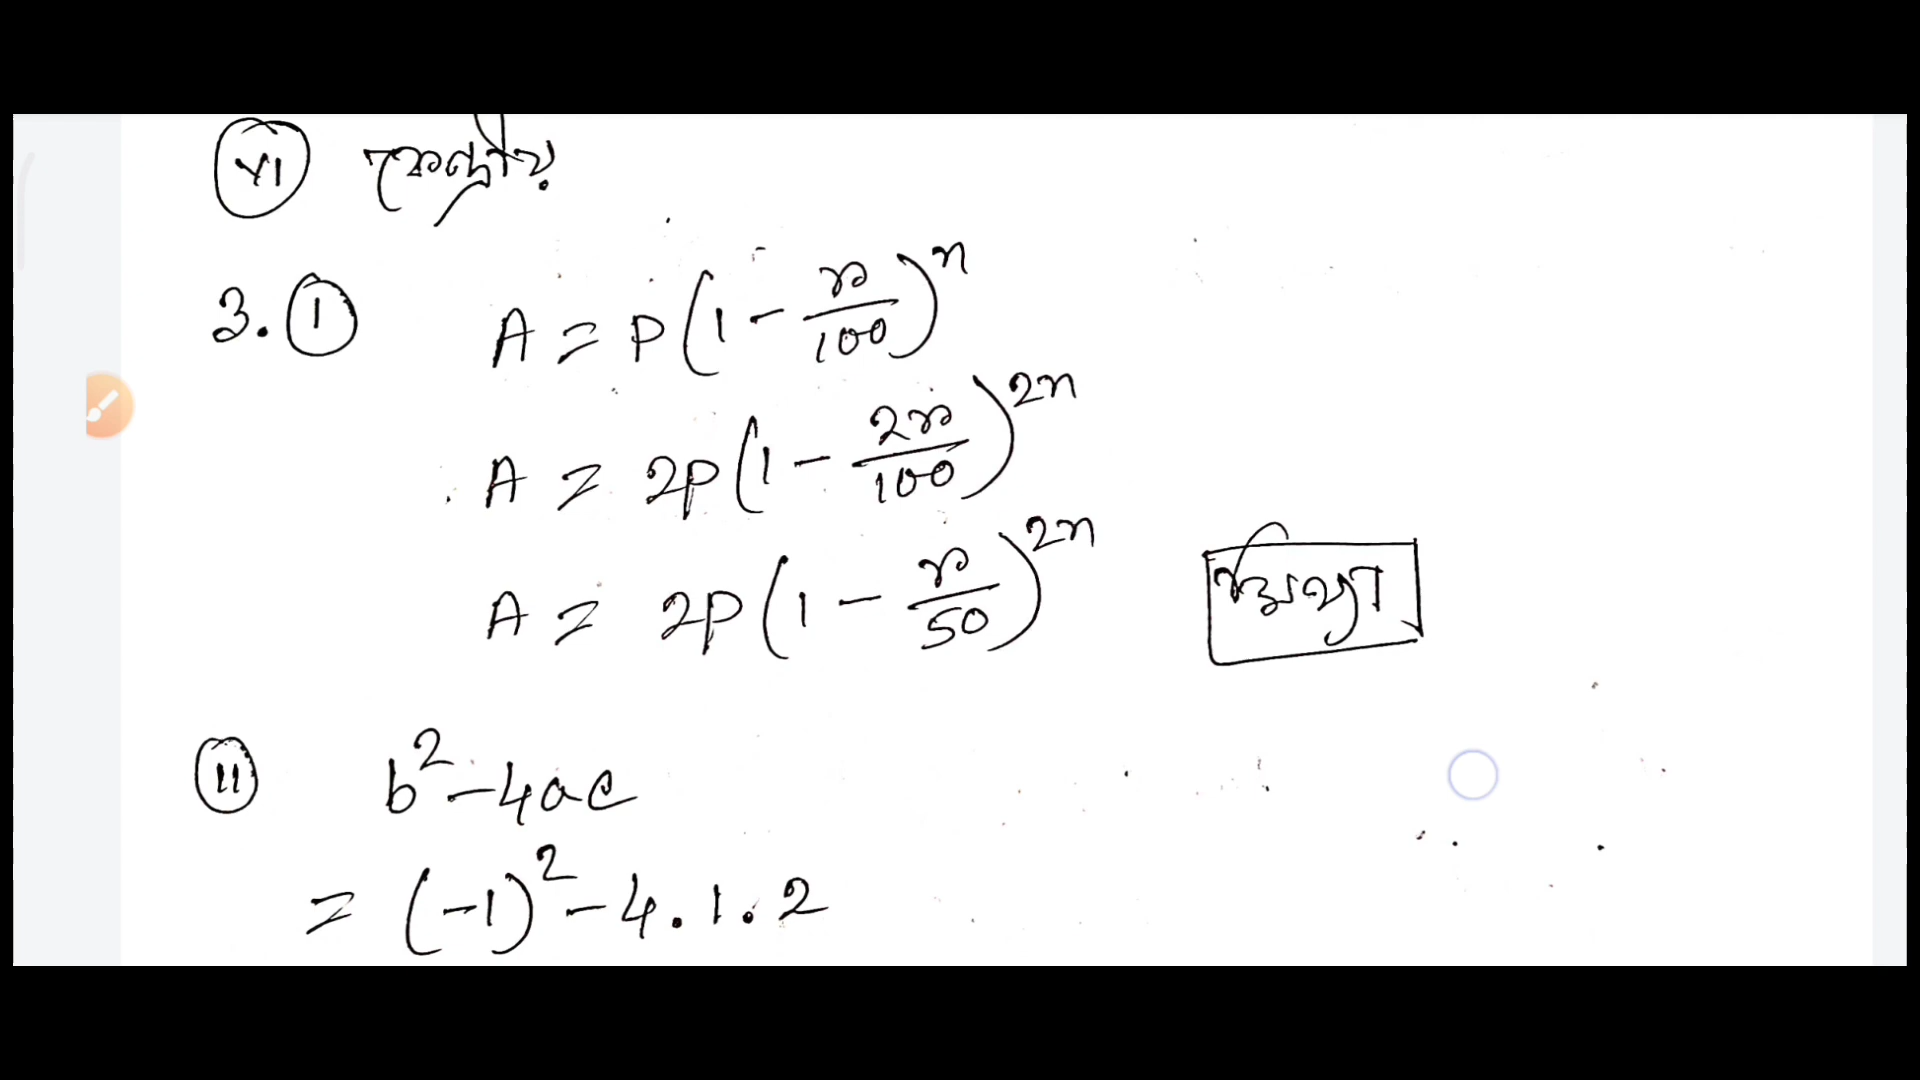 (VI) কেন্দ্রীয়
3. (I) A = P(1 - r/100)^n
A = 2P(1 - 2r/100)^2n
A = 2P(1 - r/50)^2n মিথ্যা
(II) b² - 4ac
= (-1)² - 4.1.2